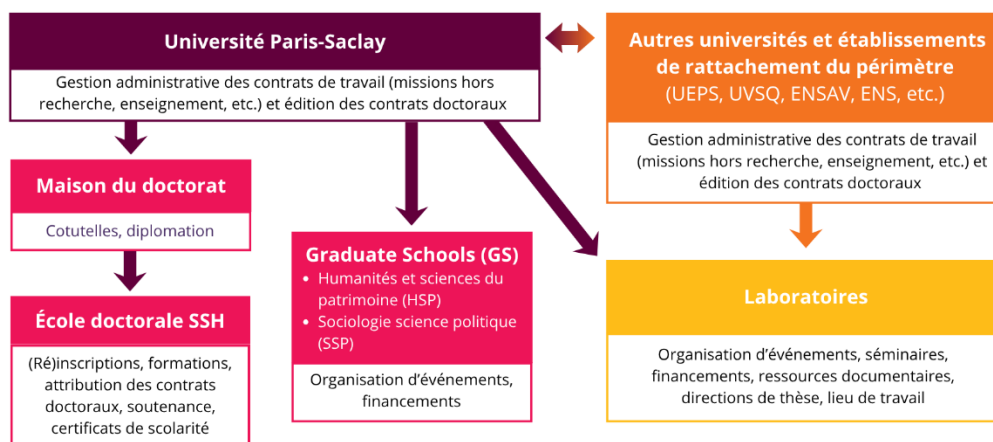 Université Paris-Saclay
Gestion administrative des contrats de travail (missions hors
recherche, enseignement, etc.) et édition des contrats doctoraux
Autres universités et établissements
de rattachement du périmètre
(UEPS, UVSQ, ENSAV, ENS, etc.)
Gestion administrative des contrats de travail
(missions hors recherche, enseignement, etc.) et
édition des contrats doctoraux
Maison du doctorat
Cotutelles, diplomation
École doctorale SSH
(Ré)inscriptions, formations,
attribution des contrats
doctoraux, soutenance,
certificats de scolarité
Graduate Schools (GS)
• Humanités et sciences du
patrimoine (HSP)
• Sociologie science politique
(SSP)
Organisation d'événements,
financements
Laboratoires
Organisation d'événements, séminaires,
financements, ressources documentaires,
directions de thèse, lieu de travail